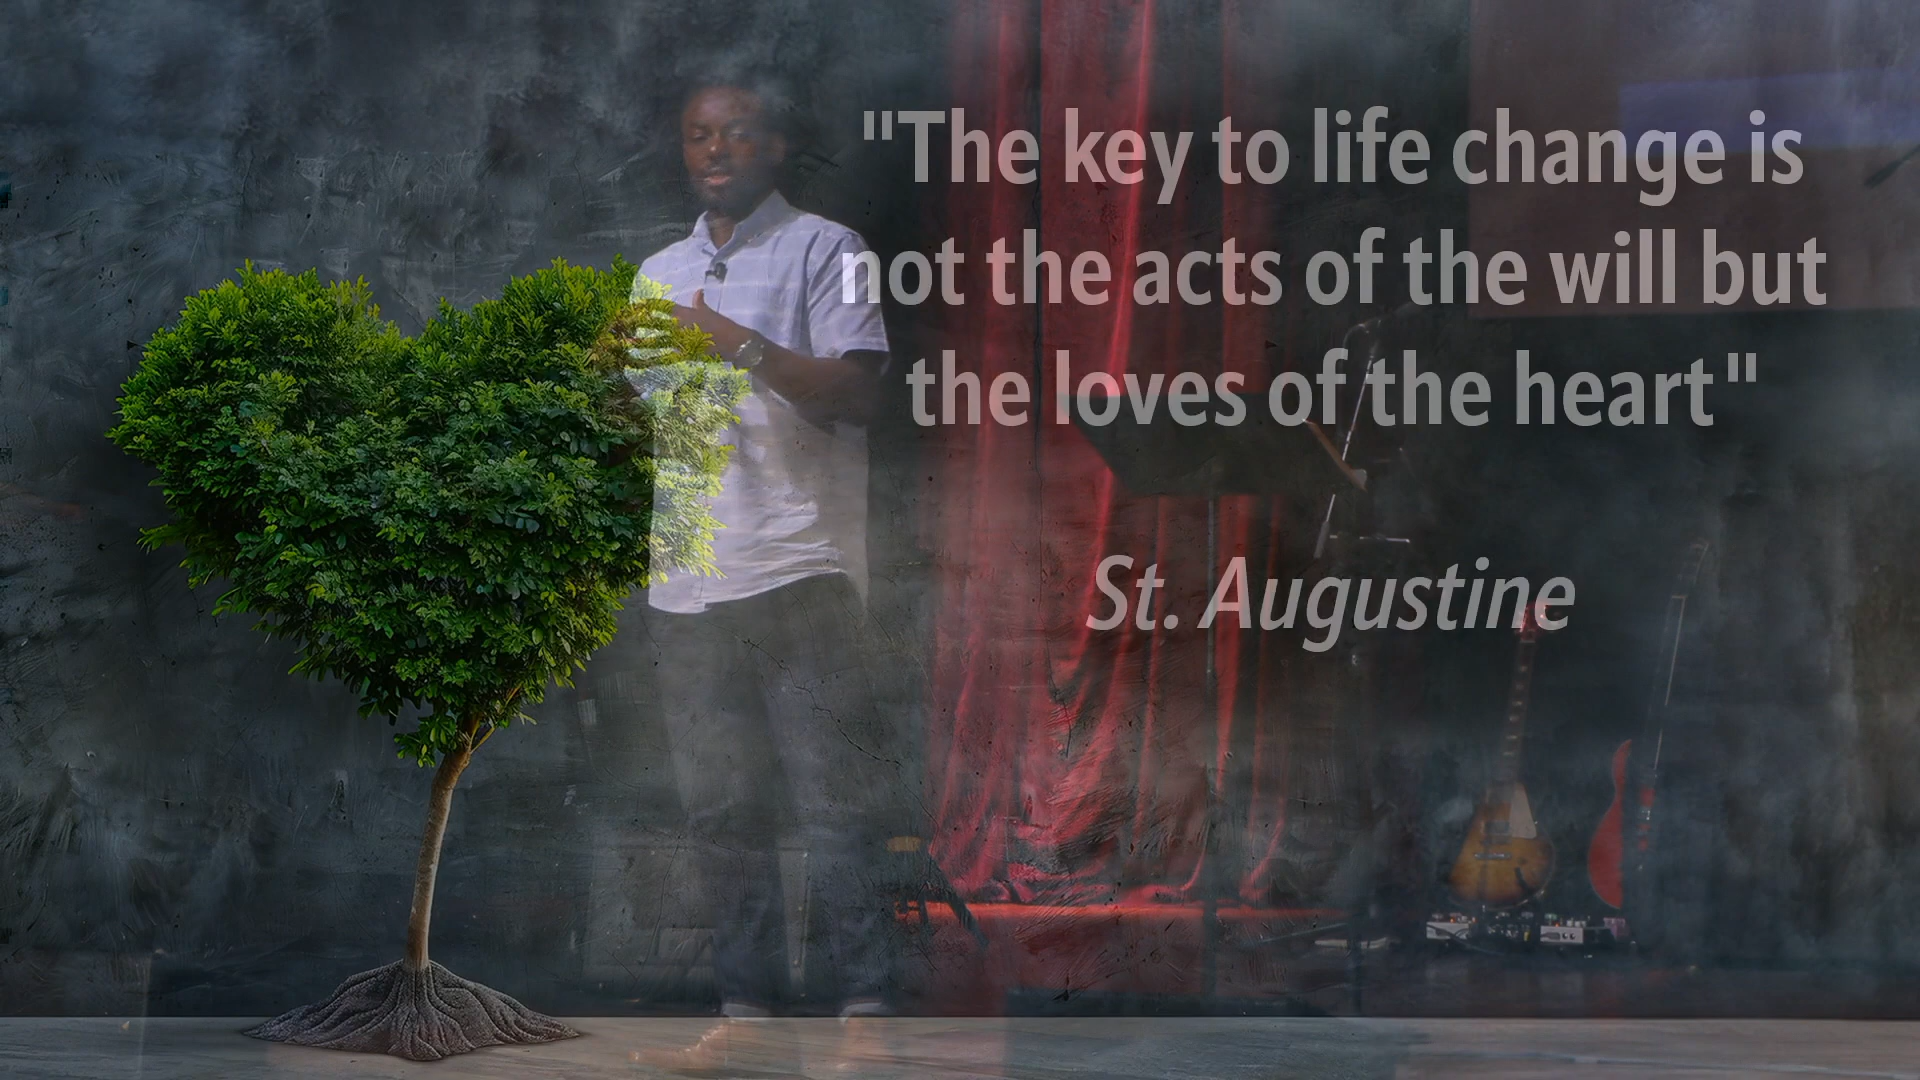 "The key to life change is
not the acts of the will but
the loves of the heart"
St. Augustine